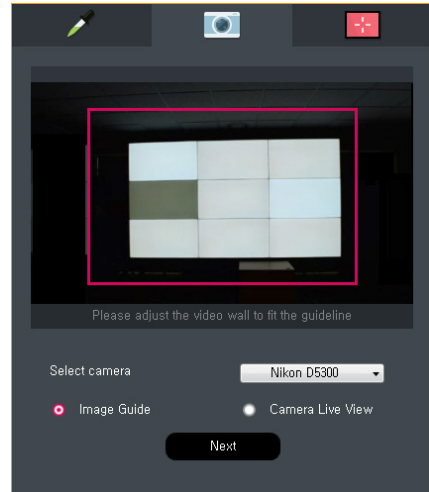 Please adjust the video wall to fit the guideline
Select camera
Nikon D5300
Image Guide
Camera Live View
Next